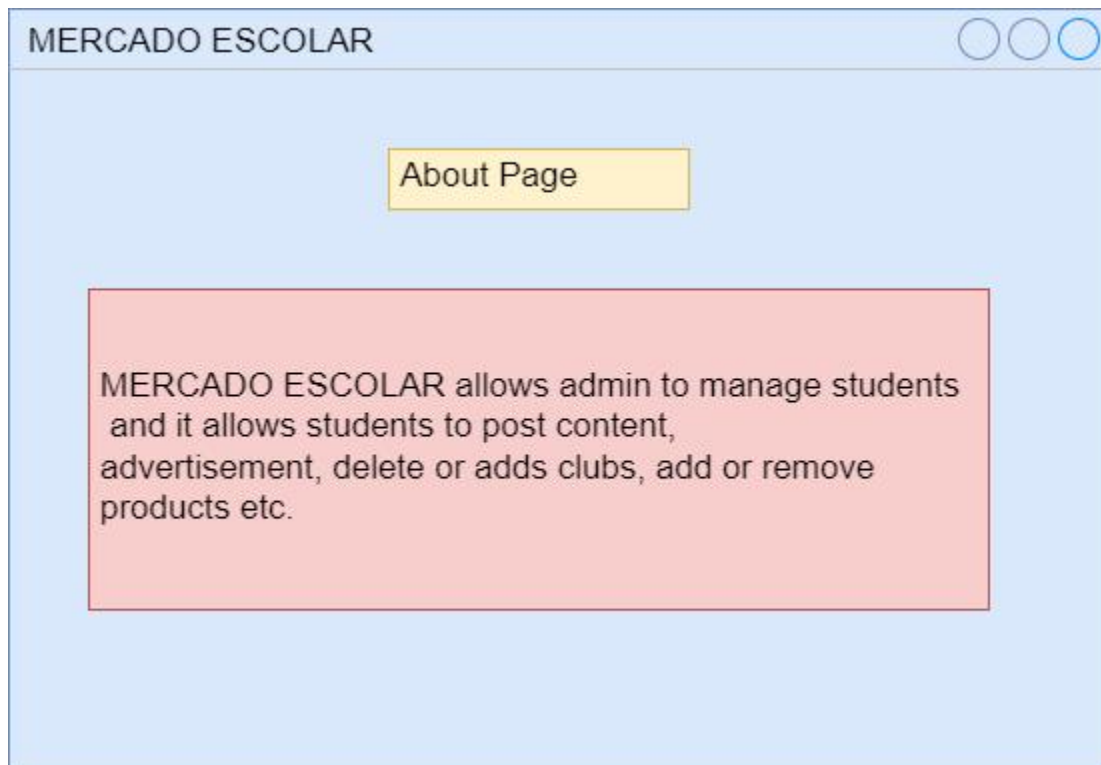 MERCADO ESCOLAR
About Page
MERCADO ESCOLAR allows admin to manage students
and it allows students to post content,
advertisement, delete or adds clubs, add or remove
products etc.